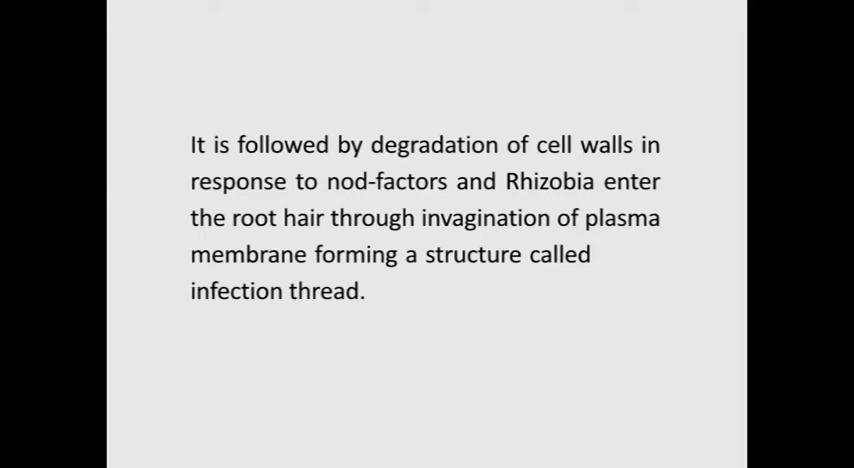 It is followed by degradation of cell walls in
response to nod-factors and Rhizobia enter
the root hair through invagination of plasma
membrane forming a structure called
infection thread.